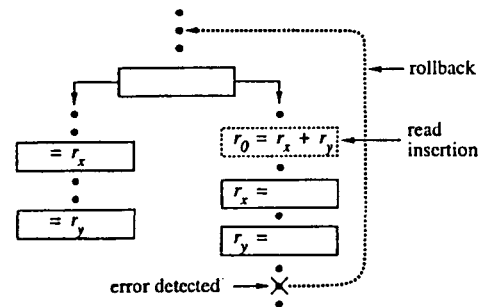 rollback
r0 = rx + ry
read
insertion
= rx
rx =
= ry
ry =
error detected